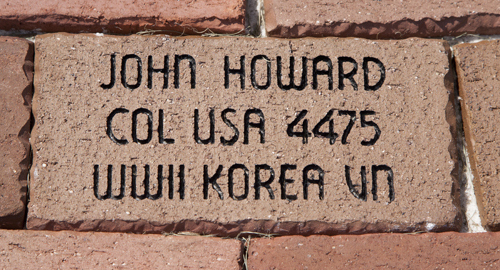 JOHN HOWARD
COL USA 4475
WWII KOREA VN